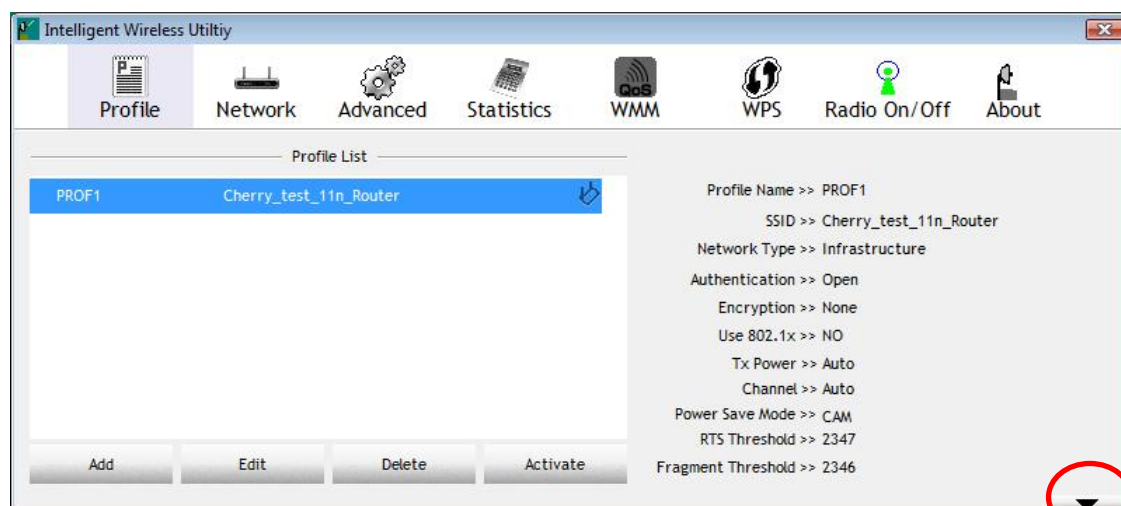 Intelligent Wireless Utiltiy
Profile Network Advanced Statistics QoS WMM WPS Radio On/Off About
Profile List
PROF1 Cherry_test_11n_Router
Add Edit Delete Activate
Profile Name >> PROF1
SSID >> Cherry_test_11n_Router
Network Type >> Infrastructure
Authentication >> Open
Encryption >> None
Use 802.1x >> NO
Tx Power >> Auto
Channel >> Auto
Power Save Mode >> CAM
RTS Threshold >> 2347
Fragment Threshold >> 2346